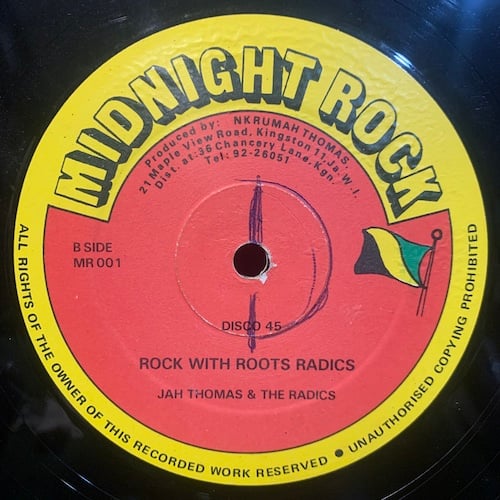 MIDNIGHT ROCK
Produced by: NKRUMAH THOMAS.
21 Maple View Road, Kingston 11, Ja. W. I.
Dist. at:36 Chancery Lane, Kgn.
Tel: 92-26051
B SIDE
MR 001
DISCO 45
ROCK WITH ROOTS RADICS
JAH THOMAS & THE RADICS
ALL RIGHTS OF THE OWNER OF THIS RECORDED WORK RESERVED ● UNAUTHORISED COPYING PROHIBITED